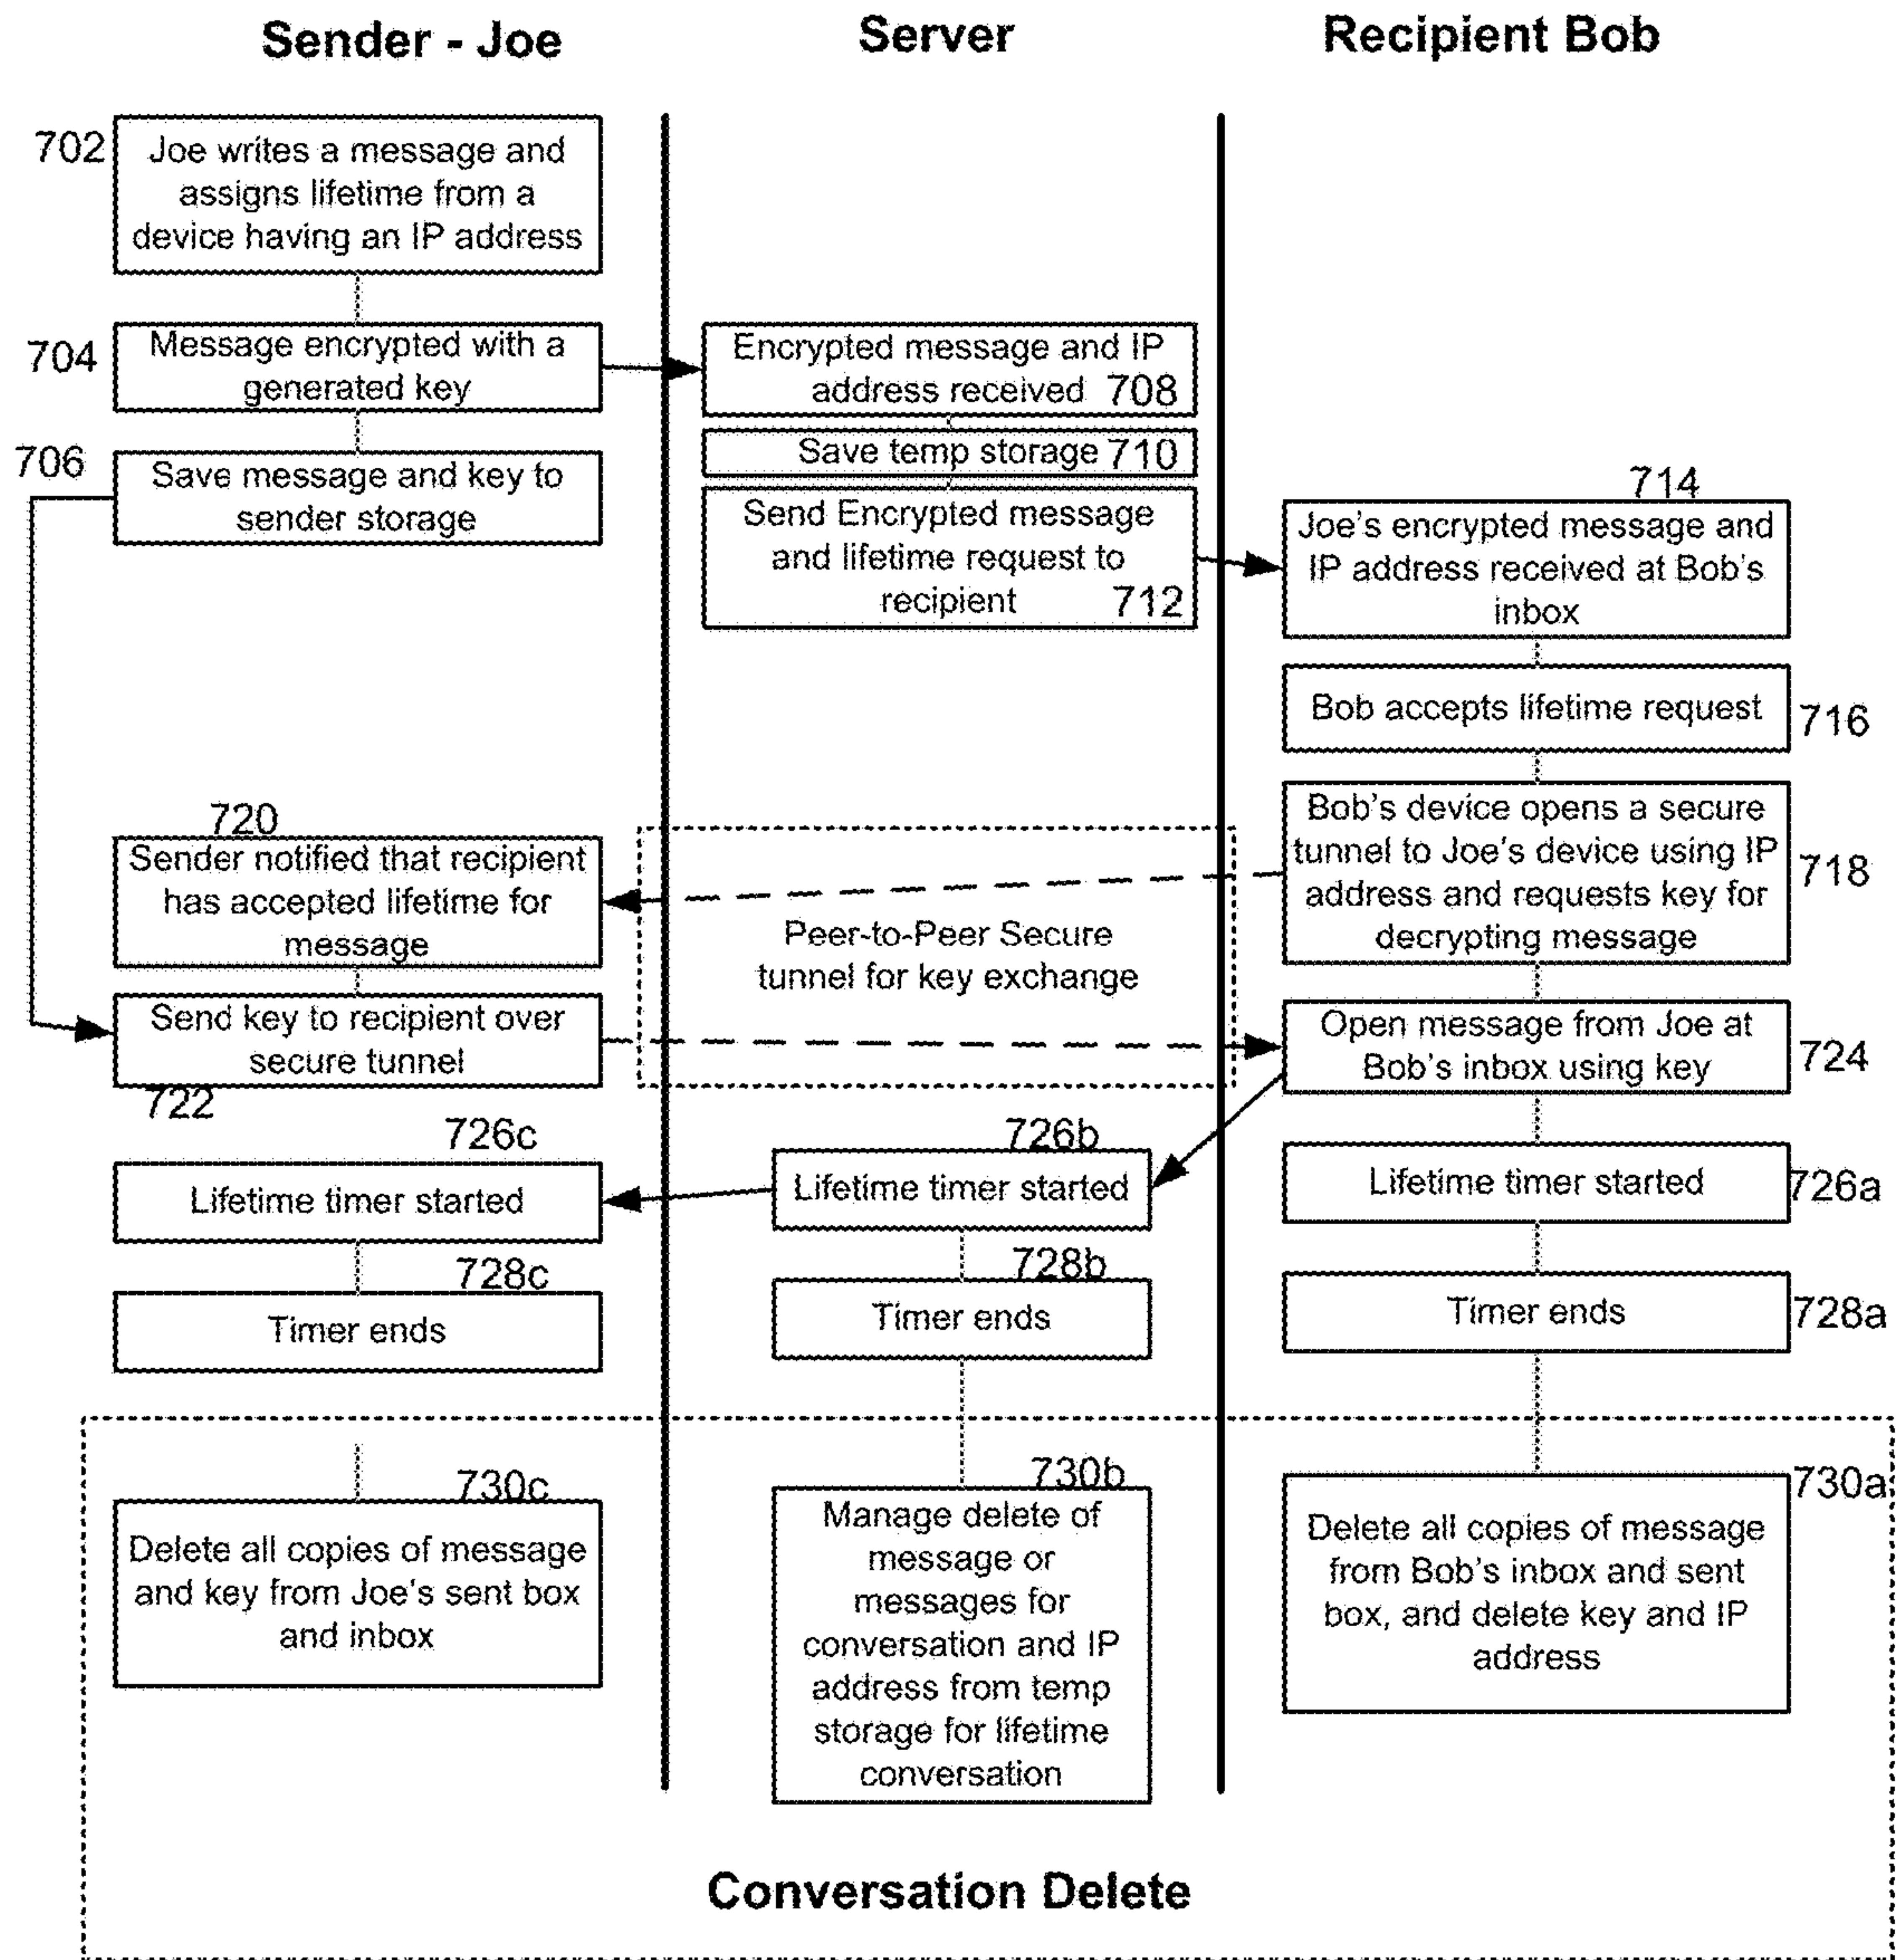 Sender - Joe
Server
Recipient Bob
702
Joe writes a message and
assigns lifetime from a
device having an IP address
704
Message encrypted with a
generated key
706
Save message and key to
sender storage
Encrypted message and IP
address received 708
Save temp storage 710
Send Encrypted message
and lifetime request to
recipient 712
714
Joe's encrypted message and
IP address received at Bob's
inbox
Bob accepts lifetime request
716
Bob's device opens a secure
tunnel to Joe's device using IP
address and requests key for
decrypting message
718
720
Sender notified that recipient
has accepted lifetime for
message
Peer-to-Peer Secure
tunnel for key exchange
Send key to recipient over
secure tunnel
722
Open message from Joe at
Bob's inbox using key
724
726c
Lifetime timer started
726b
Lifetime timer started
Lifetime timer started
726a
728c
Timer ends
728b
Timer ends
Timer ends
728a
730c
Delete all copies of message
and key from Joe's sent box
and inbox
730b
Manage delete of
message or
messages for
conversation and IP
address from temp
storage for lifetime
conversation
730a
Delete all copies of message
from Bob's inbox and sent
box, and delete key and IP
address
Conversation Delete